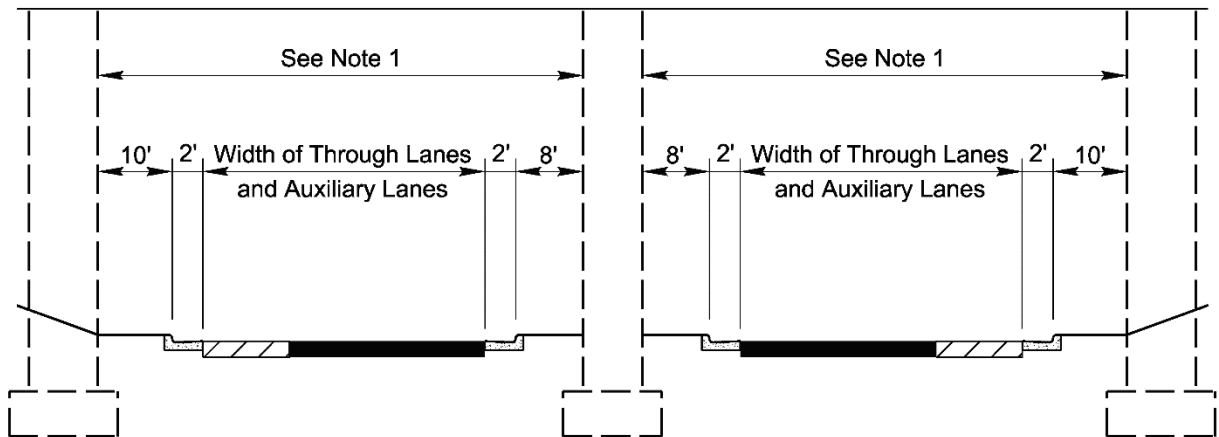 See Note 1 See Note 1
10' 2' Width of Through Lanes 2' 8' 8' 2' Width of Through Lanes 2' 10'
and Auxiliary Lanes and Auxiliary Lanes